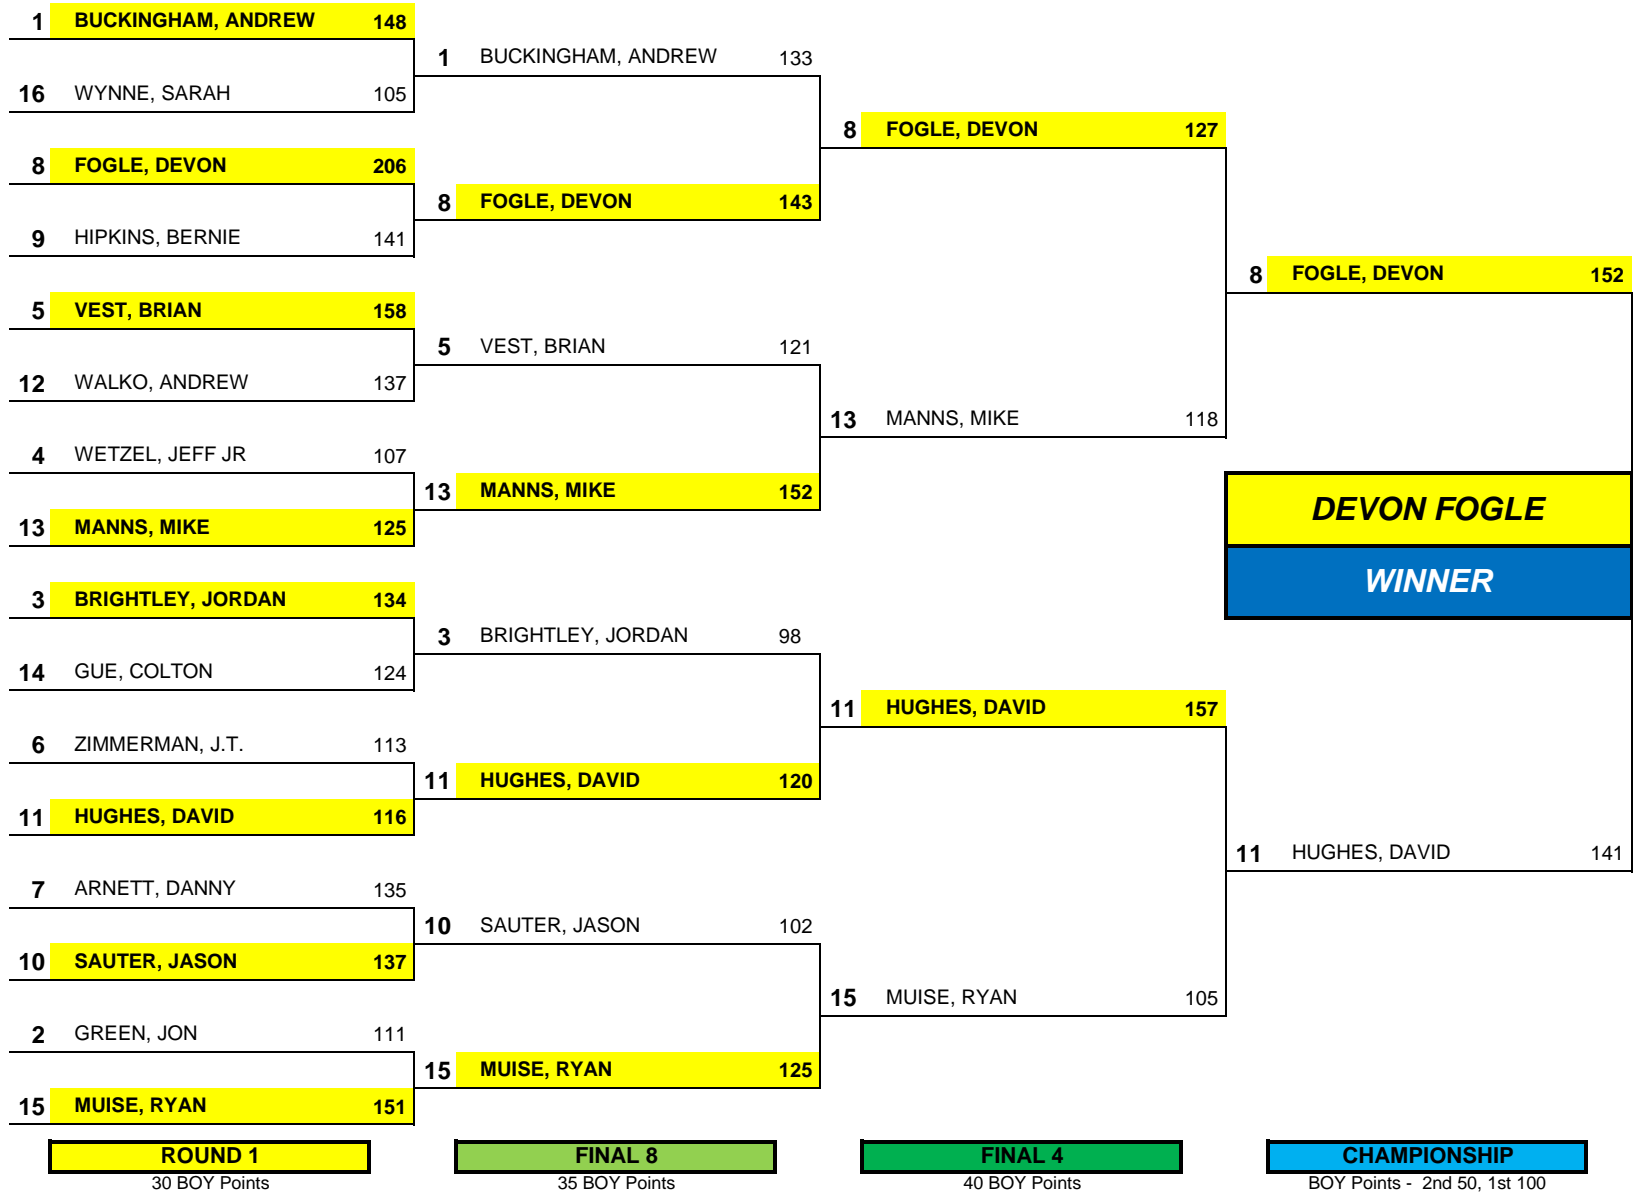 1 BUCKINGHAM, ANDREW 148
16 WYNNE, SARAH 105
8 FOGLE, DEVON 206
9 HIPKINS, BERNIE 141
5 VEST, BRIAN 158
12 WALKO, ANDREW 137
4 WETZEL, JEFF JR 107
13 MANNS, MIKE 125
3 BRIGHTLEY, JORDAN 134
14 GUE, COLTON 124
6 ZIMMERMAN, J.T. 113
11 HUGHES, DAVID 116
7 ARNETT, DANNY 135
10 SAUTER, JASON 137
2 GREEN, JON 111
15 MUISE, RYAN 151
ROUND 1
30 BOY Points
1 BUCKINGHAM, ANDREW 133
8 FOGLE, DEVON 143
5 VEST, BRIAN 121
13 MANNS, MIKE 152
3 BRIGHTLEY, JORDAN 98
11 HUGHES, DAVID 120
10 SAUTER, JASON 102
15 MUISE, RYAN 125
FINAL 8
35 BOY Points
8 FOGLE, DEVON 127
13 MANNS, MIKE 118
11 HUGHES, DAVID 157
15 MUISE, RYAN 105
FINAL 4
40 BOY Points
8 FOGLE, DEVON 152
DEVON FOGLE
WINNER
11 HUGHES, DAVID 141
CHAMPIONSHIP
BOY Points - 2nd 50, 1st 100